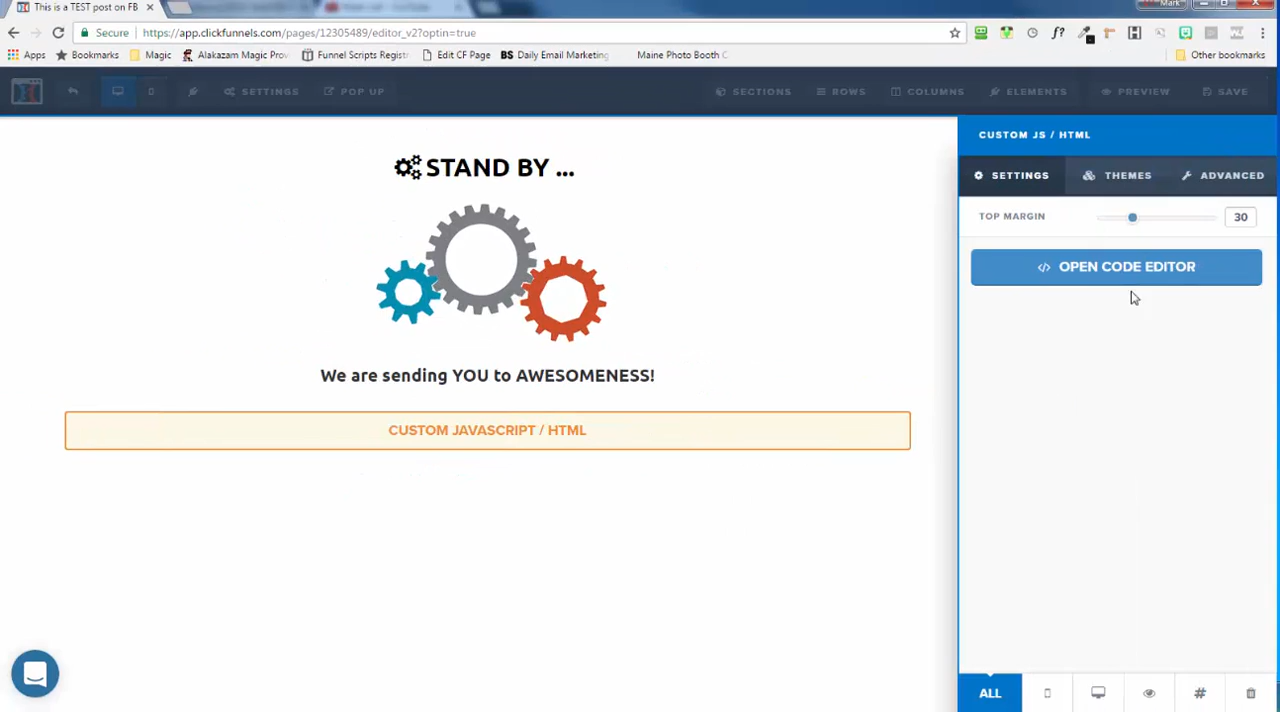 This is a TEST post on FB
Mark
Secure https://app.clickfunnels.com/pages/12305489/editor_v2?optin=true
Apps Bookmarks Magic Alakazam Magic Prov Funnel Scripts Registr Edit CF Page BS Daily Email Marketing Maine Photo Booth C Other bookmarks
SETTINGS POP UP SECTIONS ROWS COLUMNS ELEMENTS PREVIEW SAVE
CUSTOM JS / HTML
SETTINGS THEMES ADVANCED
TOP MARGIN 30
OPEN CODE EDITOR
STAND BY ...
We are sending YOU to AWESOMENESS!
CUSTOM JAVASCRIPT / HTML
ALL #